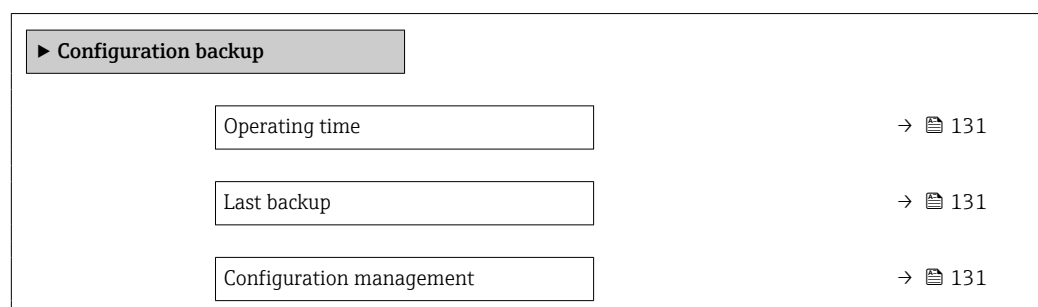 ▶ Configuration backup
Operating time → 131
Last backup → 131
Configuration management → 131